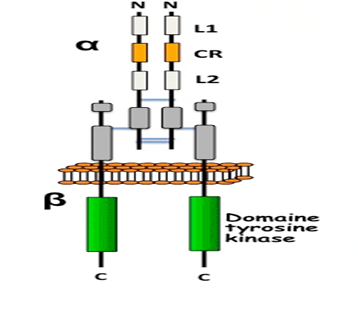 N N
L1
α
CR
L2
β
Domaine
tyrosine
kinase
C C